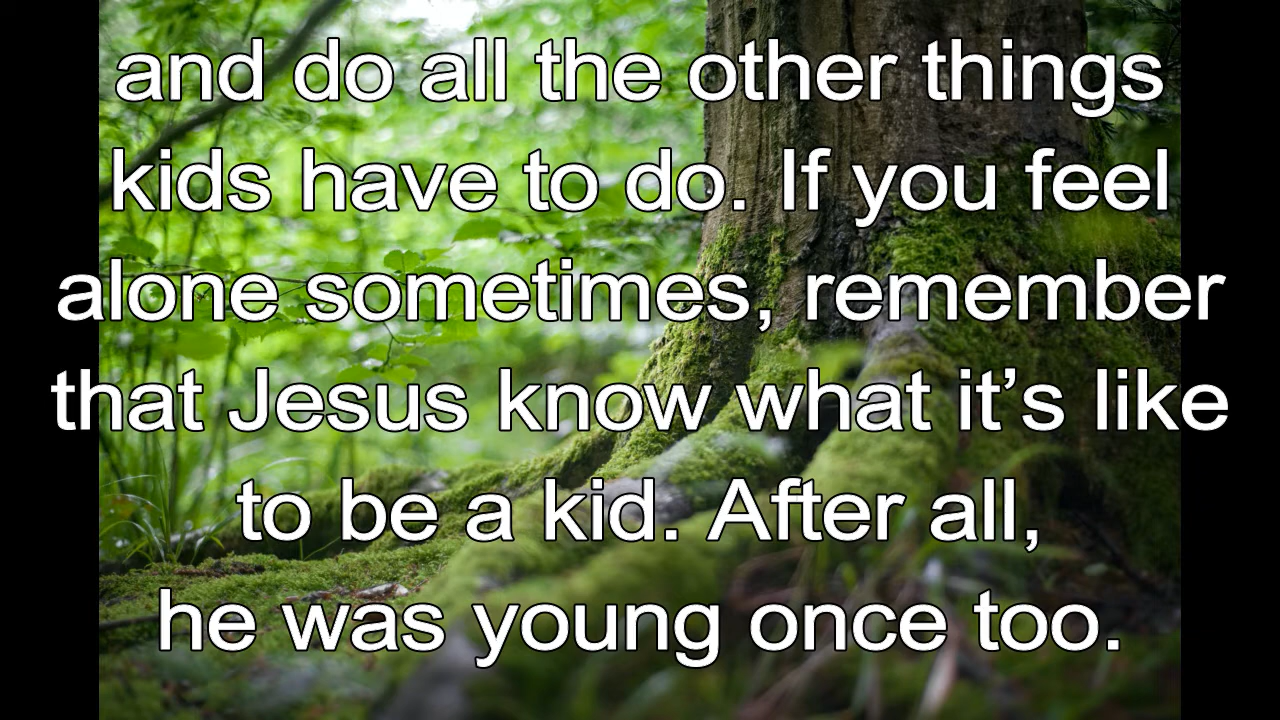 and do all the other things
kids have to do. If you feel
alone sometimes, remember
that Jesus know what it’s like
to be a kid. After all,
he was young once too.